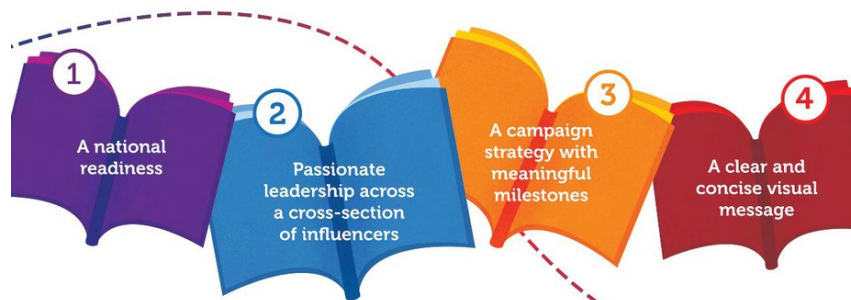 1
A national
readiness
2
Passionate
leadership across
a cross-section
of influencers
3
A campaign
strategy with
meaningful
milestones
4
A clear and
concise visual
message